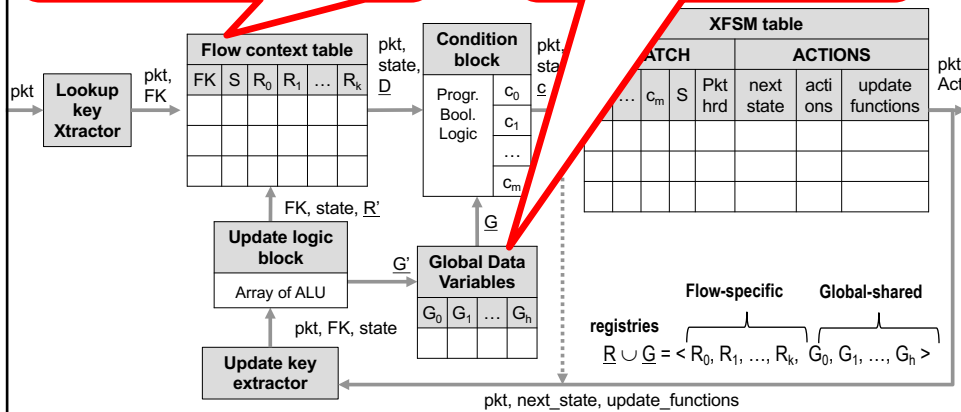 XFSM table
Flow context table
Condition
block
ATCH
ACTIONS
pkt
pkt,
FK
Lookup
key
Xtractor
FK S R0 R1 … Rk
pkt,
state,
D
Progr.
Bool.
Logic
c0
c1
…
cm
pkt,
sta
c
… cm S Pkt
hrd
next
state
acti
ons
update
functions
pkt
Act
FK, state, R'
G
Update logic
block
Array of ALU
G'
Global Data
Variables
G0 G1 … Gh
pkt, FK, state
Update key
extractor
Flow-specific Global-shared
registries
R ∪ G = < R0, R1, …, Rk, G0, G1, …, Gh >
pkt, next_state, update_functions